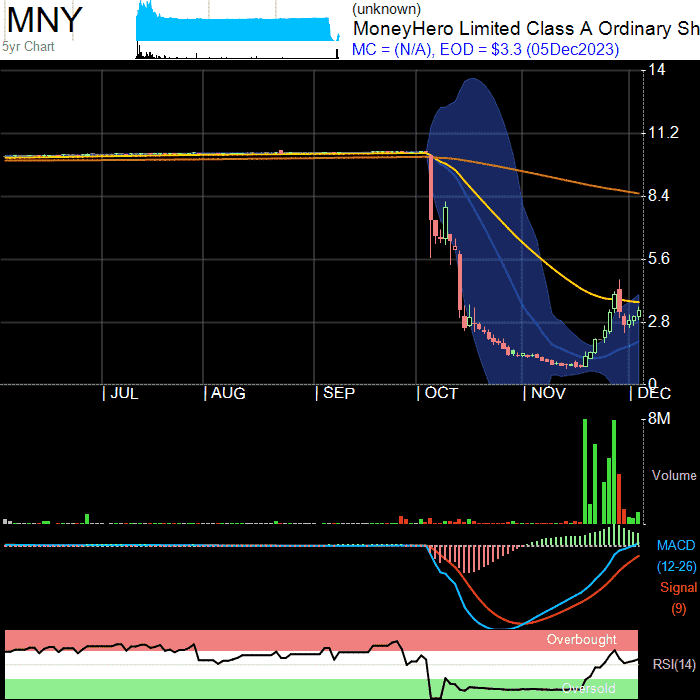 MNY
5yr Chart
(unknown)
MoneyHero Limited Class A Ordinary Sh
MC = (N/A), EOD = $3.3 (05Dec2023)
14
11.2
8.4
5.6
2.8
0
JUL AUG SEP OCT NOV DEC
8M
Volume
MACD
(12-26)
Signal
(9)
Overbought
RSI(14)
Oversold